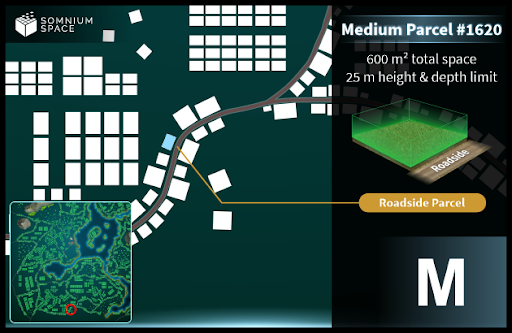 SOMNIUM
SPACE
Medium Parcel #1620
600 m² total space
25 m height & depth limit
Roadside
Roadside Parcel
M